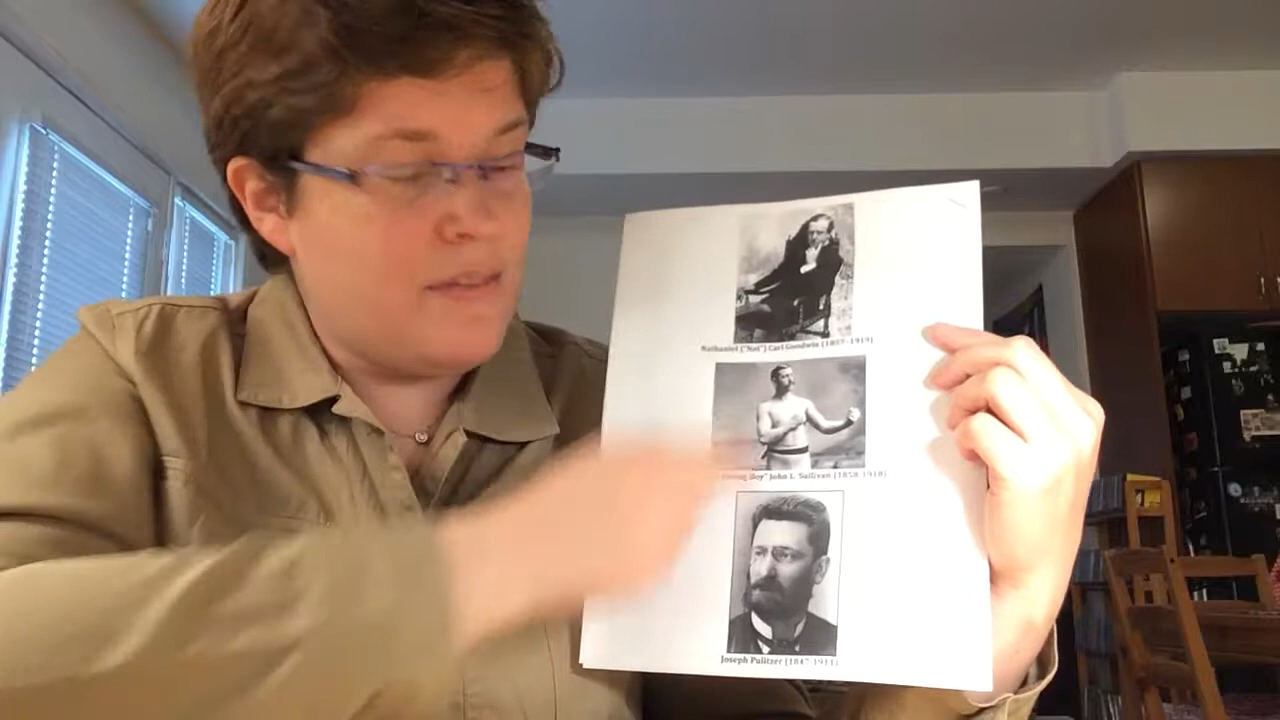 Nathaniel ("Nat") Carl Goodwin (1857-1919)
Boy" John L. Sullivan (1858-1918)
Joseph Pulitzer (1847-1911)